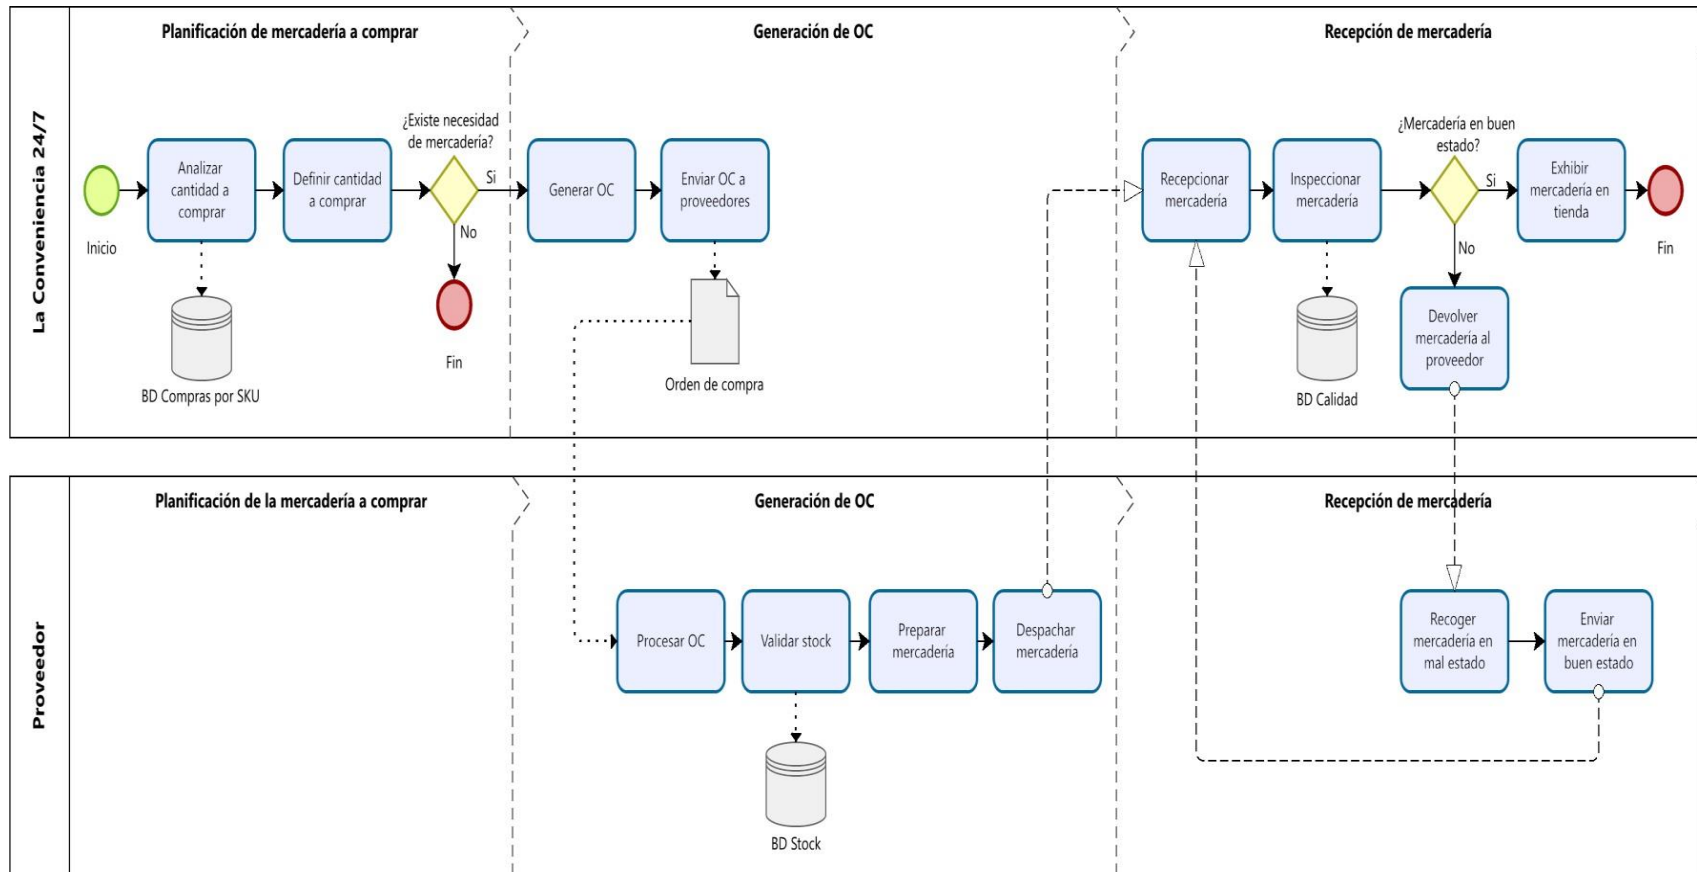 La Conveniencia 24/7
Planificación de mercadería a comprar
Generación de OC
Recepción de mercadería
Inicio
Analizar
cantidad a
comprar
BD Compras por SKU
Definir cantidad
a comprar
¿Existe necesidad
de mercadería?
Si
No
Fin
Generar OC
Enviar OC a
proveedores
Orden de compra
Recepcionar
mercadería
Inspeccionar
mercadería
BD Calidad
¿Mercadería en buen
estado?
Si
No
Exhibir
mercadería en
tienda
Fin
Devolver
mercadería al
proveedor
Proveedor
Planificación de la mercadería a comprar
Generación de OC
Recepción de mercadería
Procesar OC
Validar stock
BD Stock
Preparar
mercadería
Despachar
mercadería
Recoger
mercadería en
mal estado
Enviar
mercadería en
buen estado